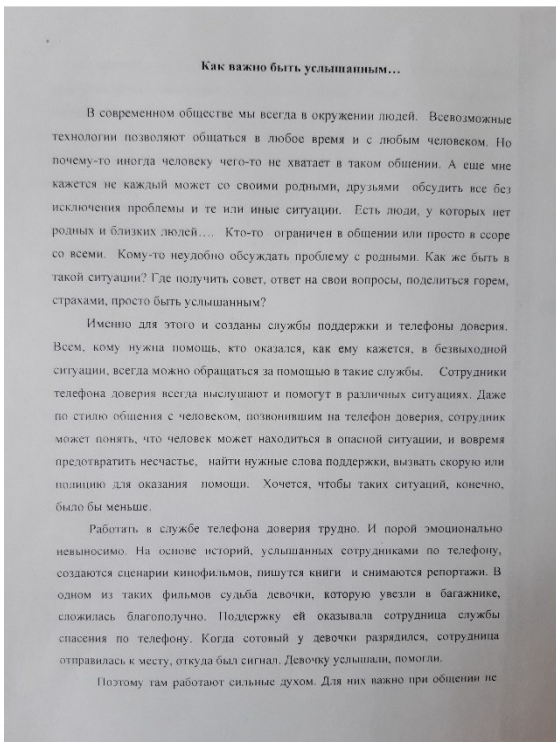 Как важно быть услышанным…
В современном обществе мы всегда в окружении людей. Всевозможные
технологии позволяют общаться в любое время и с любым человеком. Но
почему-то иногда человеку чего-то не хватает в таком общении. А еще мне
кажется не каждый может со своими родными, друзьями обсудить все без
исключения проблемы и те или иные ситуации. Есть люди, у которых нет
родных и близких людей…. Кто-то ограничен в общении или просто в ссоре
со всеми. Кому-то неудобно обсуждать проблему с родными. Как же быть в
такой ситуации? Где получить совет, ответ на свои вопросы, поделиться горем,
страхами, просто быть услышанным?
Именно для этого и созданы службы поддержки и телефоны доверия.
Всем, кому нужна помощь, кто оказался, как ему кажется, в безвыходной
ситуации, всегда можно обращаться за помощью в такие службы. Сотрудники
телефона доверия всегда выслушают и помогут в различных ситуациях. Даже
по стилю общения с человеком, позвонившим на телефон доверия, сотрудник
может понять, что человек может находиться в опасной ситуации, и вовремя
предотвратить несчастье, найти нужные слова поддержки, вызвать скорую или
полицию для оказания помощи. Хочется, чтобы таких ситуаций, конечно,
было бы меньше.
Работать в службе телефона доверия трудно. И порой эмоционально
невыносимо. На основе историй, услышанных сотрудниками по телефону,
создаются сценарии кинофильмов, пишутся книги и снимаются репортажи. В
одном из таких фильмов судьба девочки, которую увезли в багажнике,
сложилась благополучно. Поддержку ей оказывала сотрудница службы
спасения по телефону. Когда сотовый у девочки разрядился, сотрудница
отправилась к месту, откуда был сигнал. Девочку услышали, помогли.
Поэтому там работают сильные духом. Для них важно при общении не